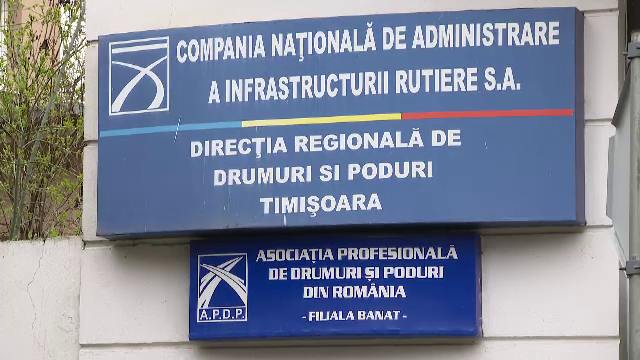 COMPANIA NAŢIONALĂ DE ADMINISTRARE
A INFRASTRUCTURII RUTIERE S.A.
DIRECŢIA REGIONALĂ DE
DRUMURI SI PODURI
TIMIŞOARA
ASOCIAŢIA PROFESIONALĂ
DE DRUMURI ŞI PODURI
DIN ROMÂNIA
- FILIALA BANAT -
A.P.D.P.